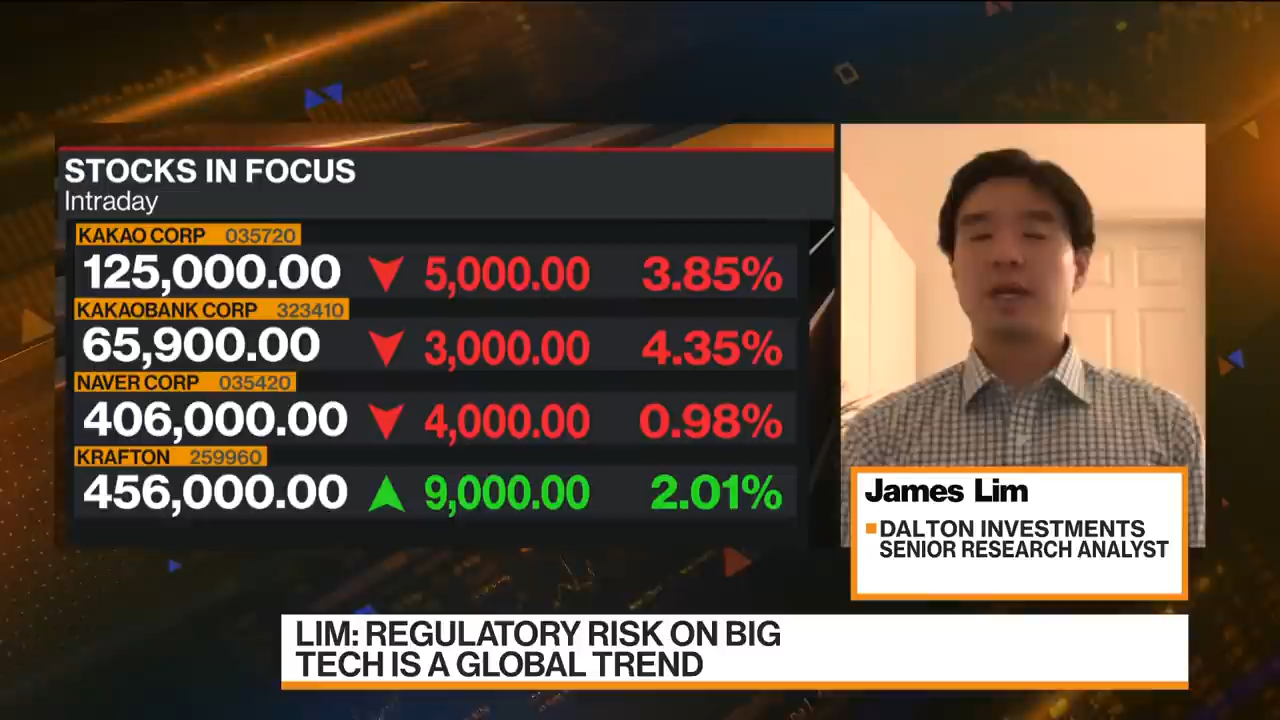 STOCKS IN FOCUS
Intraday
KAKAO CORP 035720
125,000.00 ▼ 5,000.00 3.85%
KAKAOBANK CORP 323410
65,900.00 ▼ 3,000.00 4.35%
NAVER CORP 035420
406,000.00 ▼ 4,000.00 0.98%
KRAFTON 259960
456,000.00 ▲ 9,000.00 2.01%
James Lim
DALTON INVESTMENTS
SENIOR RESEARCH ANALYST
LIM: REGULATORY RISK ON BIG
TECH IS A GLOBAL TREND